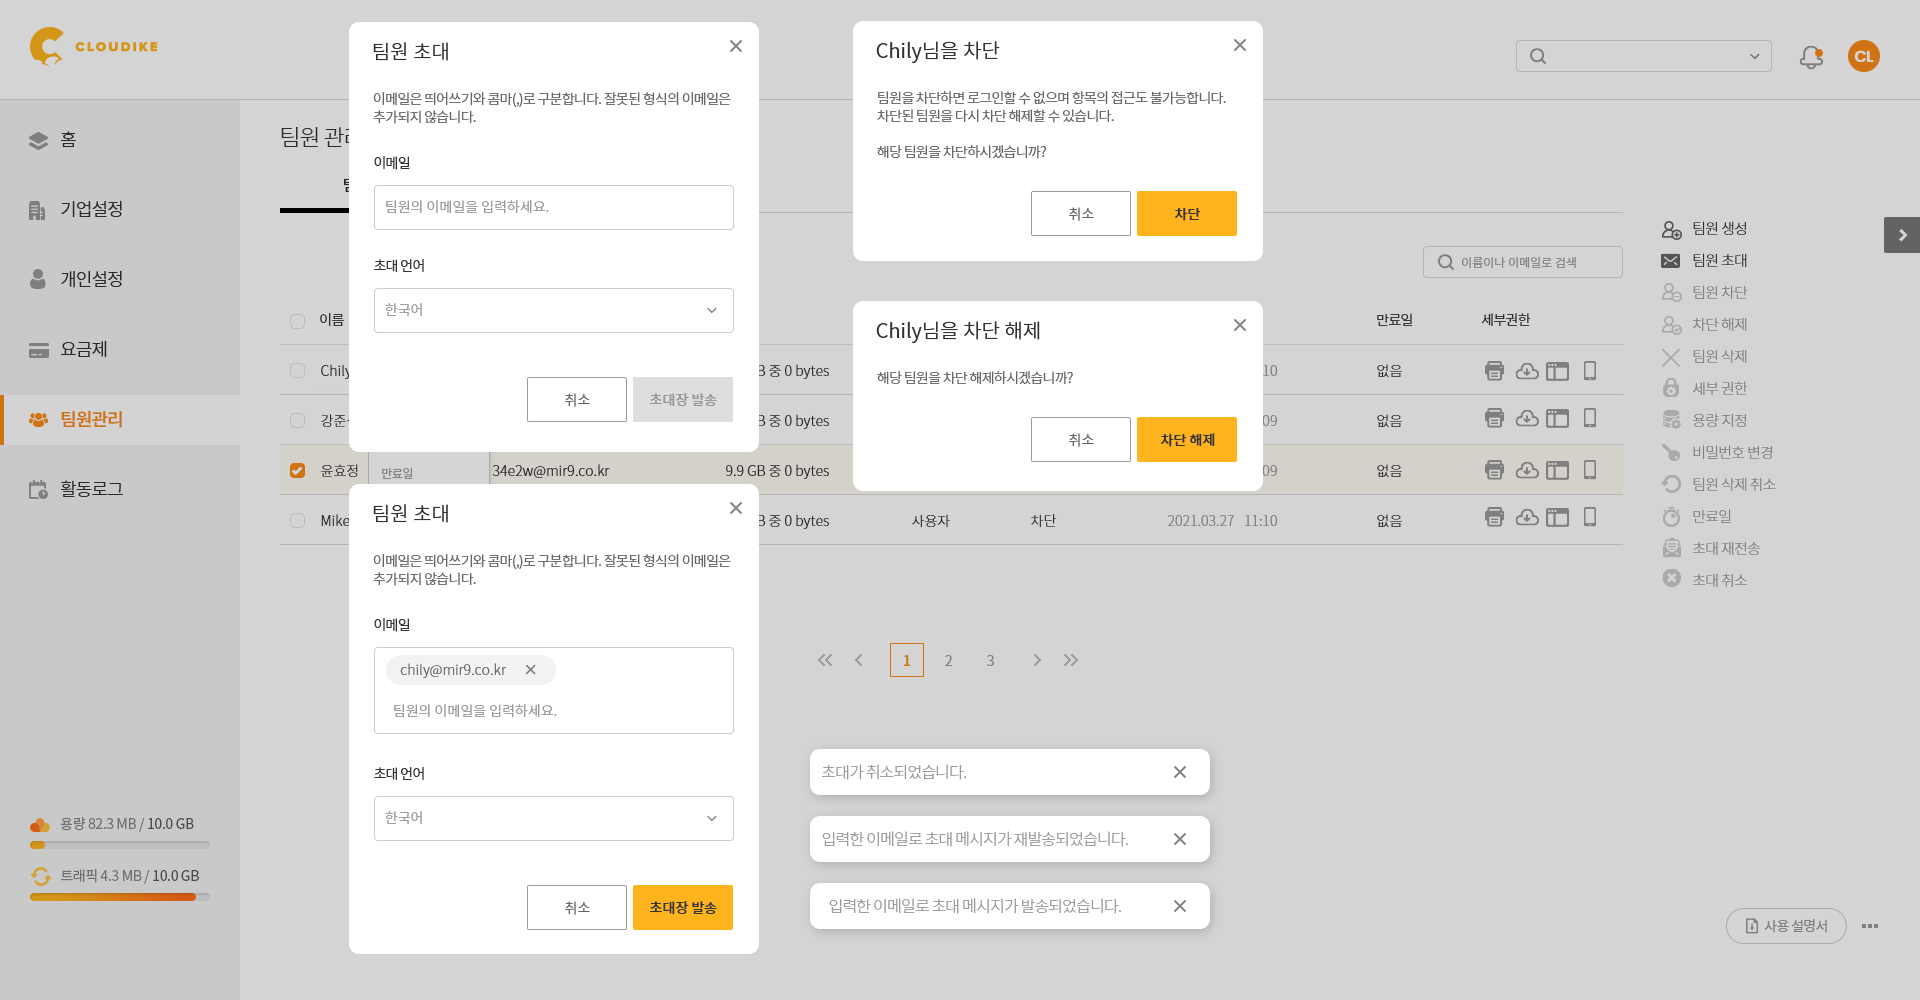 CLOUDIKE
CL
홈
기업설정
개인설정
요금제
팀원관리
활동로그
용량 82.3 MB / 10.0 GB
트래픽 4.3 MB / 10.0 GB
팀원 관리
이름
만료일
세부권한
이름이나 이메일로 검색
Chily
B 중 0 bytes
10
없음
강준
B 중 0 bytes
09
없음
윤효정
만료일
34e2w@mir9.co.kr
9.9 GB 중 0 bytes
09
없음
Mike
B 중 0 bytes
사용자
차단
2021.03.27 11:10
없음
1
2
3
팀원 생성
팀원 초대
팀원 차단
차단 해제
팀원 삭제
세부 권한
용량 지정
비밀번호 변경
팀원 삭제 취소
만료일
초대 재전송
초대 취소
사용 설명서
팀원 초대
이메일은 띄어쓰기와 콤마(,)로 구분합니다. 잘못된 형식의 이메일은
추가되지 않습니다.
이메일
팀원의 이메일을 입력하세요.
초대 언어
한국어
취소
초대장 발송
팀원 초대
이메일은 띄어쓰기와 콤마(,)로 구분합니다. 잘못된 형식의 이메일은
추가되지 않습니다.
이메일
chily@mir9.co.kr
팀원의 이메일을 입력하세요.
초대 언어
한국어
취소
초대장 발송
Chily님을 차단
팀원을 차단하면 로그인할 수 없으며 항목의 접근도 불가능합니다.
차단된 팀원을 다시 차단 해제할 수 있습니다.
해당 팀원을 차단하시겠습니까?
취소
차단
Chily님을 차단 해제
해당 팀원을 차단 해제하시겠습니까?
취소
차단 해제
초대가 취소되었습니다.
입력한 이메일로 초대 메시지가 재발송되었습니다.
입력한 이메일로 초대 메시지가 발송되었습니다.